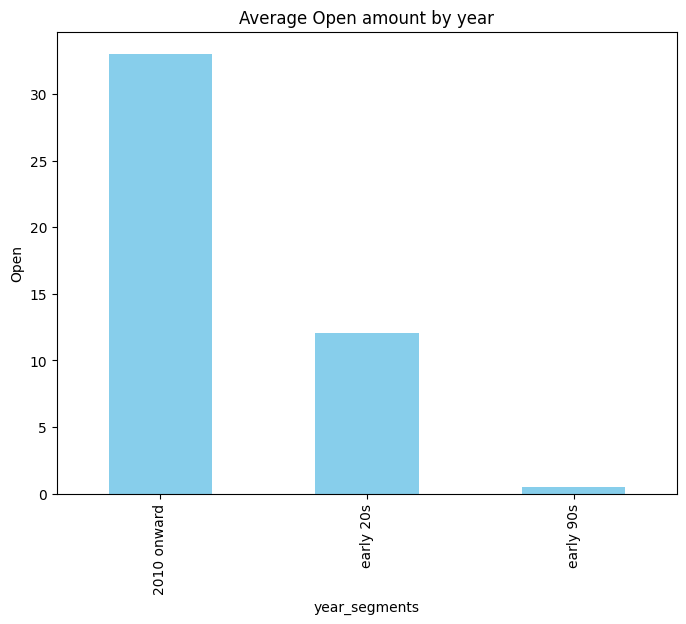 Average Open amount by year
Open
30
25
20
15
10
5
0
2010 onward
early 20s
early 90s
year_segments